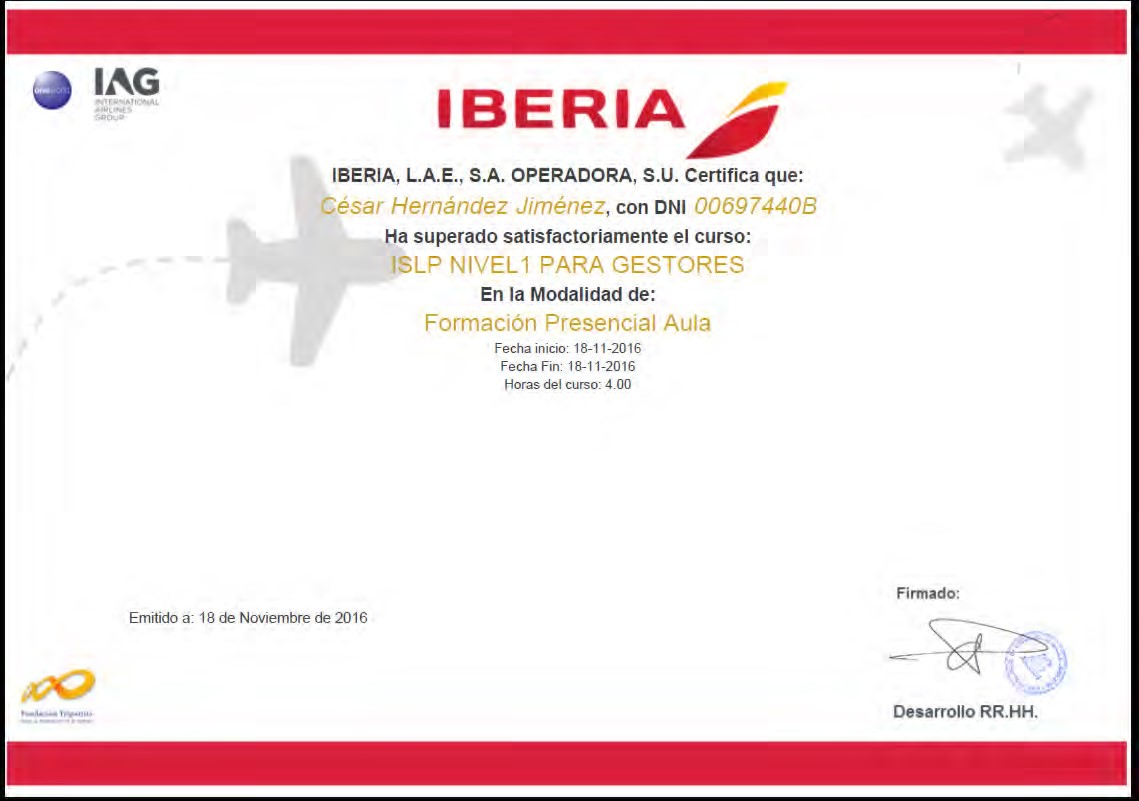 oneworld
IAG
INTERNATIONAL
AIRLINES
GROUP
IBERIA
IBERIA, L.A.E., S.A. OPERADORA, S.U. Certifica que:
César Hernández Jiménez, con DNI 00697440B
Ha superado satisfactoriamente el curso:
ISLP NIVEL1 PARA GESTORES
En la Modalidad de:
Formación Presencial Aula
Fecha inicio: 18-11-2016
Fecha Fin: 18-11-2016
Horas del curso: 4.00
Emitido a: 18 de Noviembre de 2016
Firmado:
Desarrollo RR.HH.
Fundación Tripartita